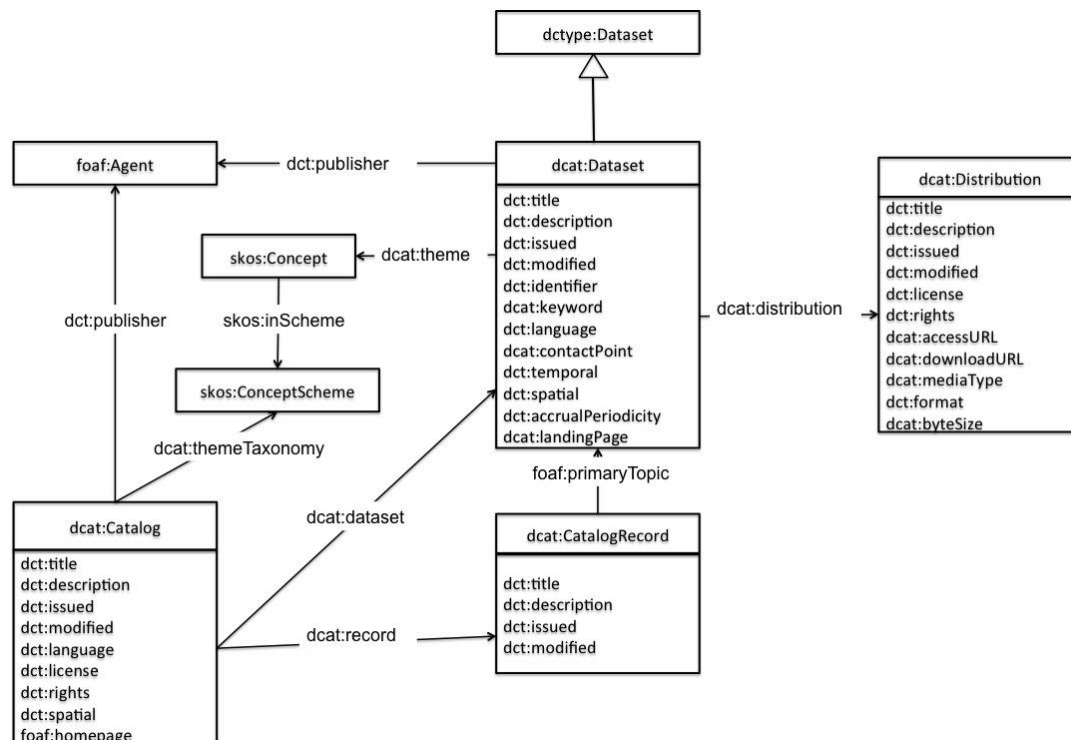 dctype:Dataset
foaf:Agent
dct:publisher
dcat:Dataset
dct:title
dct:description
dct:issued
dct:modified
dct:identifier
dcat:keyword
dct:language
dcat:contactPoint
dct:temporal
dct:spatial
dct:accrualPeriodicity
dcat:landingPage
dcat:Distribution
dct:title
dct:description
dct:issued
dct:modified
dct:license
dct:rights
dcat:accessURL
dcat:downloadURL
dcat:mediaType
dct:format
dcat:byteSize
skos:Concept
dcat:theme
dcat:distribution
dct:publisher
skos:inScheme
skos:ConceptScheme
dcat:themeTaxonomy
foaf:primaryTopic
dcat:dataset
dcat:Catalog
dct:title
dct:description
dct:issued
dct:modified
dct:language
dct:license
dct:rights
dct:spatial
foaf:homepage
dcat:record
dcat:CatalogRecord
dct:title
dct:description
dct:issued
dct:modified